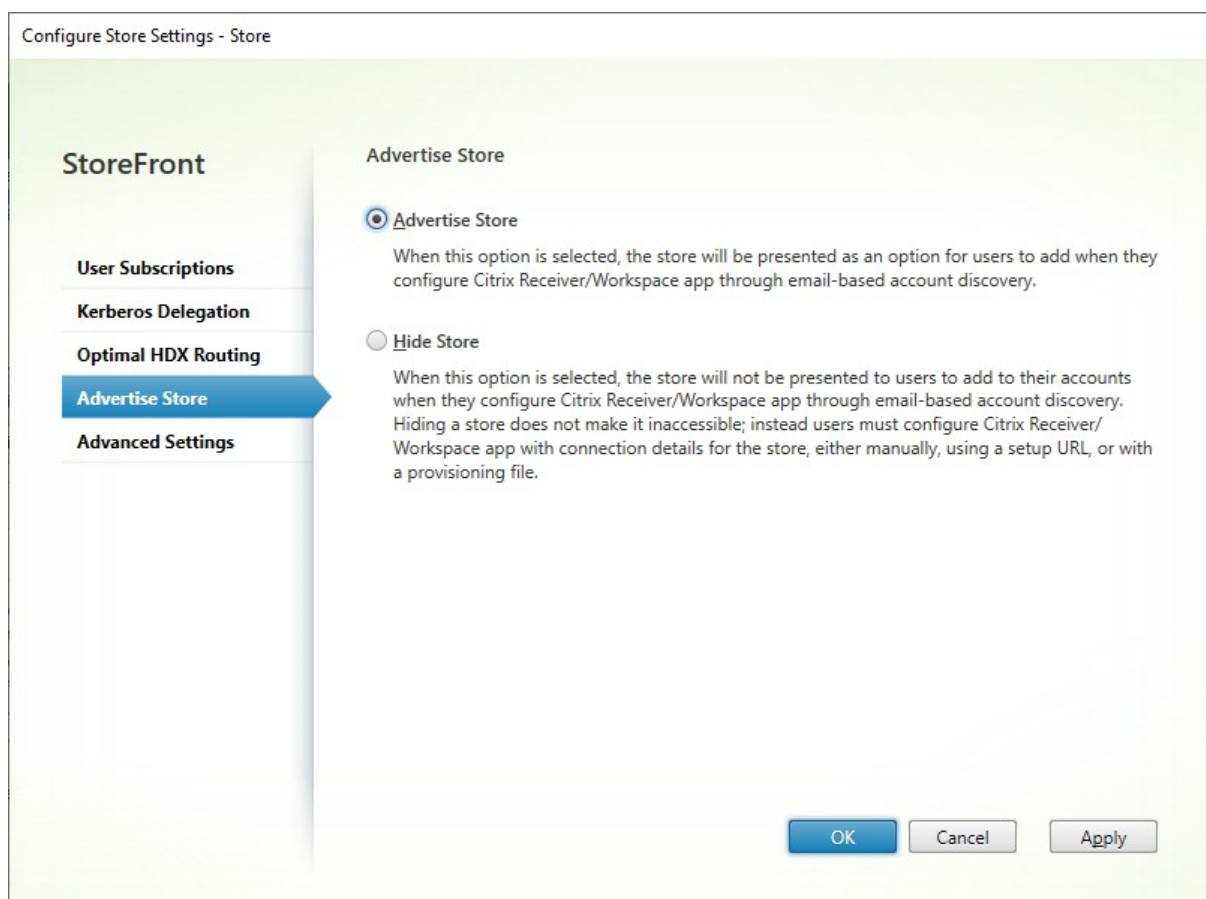 Configure Store Settings - Store
StoreFront
User Subscriptions
Kerberos Delegation
Optimal HDX Routing
Advertise Store
Advanced Settings
Advertise Store
Advertise Store
When this option is selected, the store will be presented as an option for users to add when they
configure Citrix Receiver/Workspace app through email-based account discovery.
Hide Store
When this option is selected, the store will not be presented to users to add to their accounts
when they configure Citrix Receiver/Workspace app through email-based account discovery.
Hiding a store does not make it inaccessible; instead users must configure Citrix Receiver/
Workspace app with connection details for the store, either manually, using a setup URL, or with
a provisioning file.
OK
Cancel
Apply